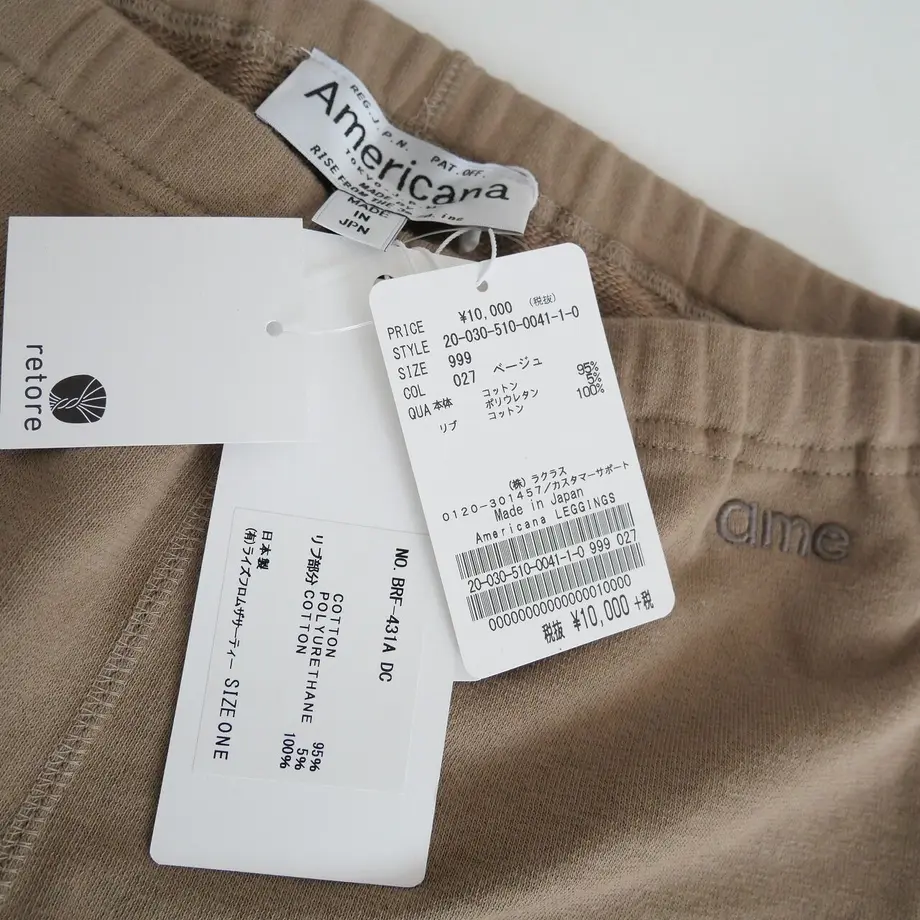 REG.J.P.N. PAT.OFF.
Americana
TOKYO.J.P.N
RISE FROM THE
MADE
IN
JPN
retore
PRICE ¥10,000 (税抜)
STYLE 20-030-510-0041-1-0
SIZE 999
COL 027 ベージュ
QUA 本体 コットン 95%
ポリウレタン 5%
リブ コットン 100%
(株)ラクラス
0120-301457/カスタマーサポート
Made in Japan
Americana LEGGINGS
20-030-510-0041-1-0 999 027
税抜 ¥10,000 +税
ame
NO. BRF-431A DC
COTTON 95%
POLYURETHANE 5%
リブ部分 COTTON 100%
日本製
(有)ライズフロムザサーティー SIZE ONE